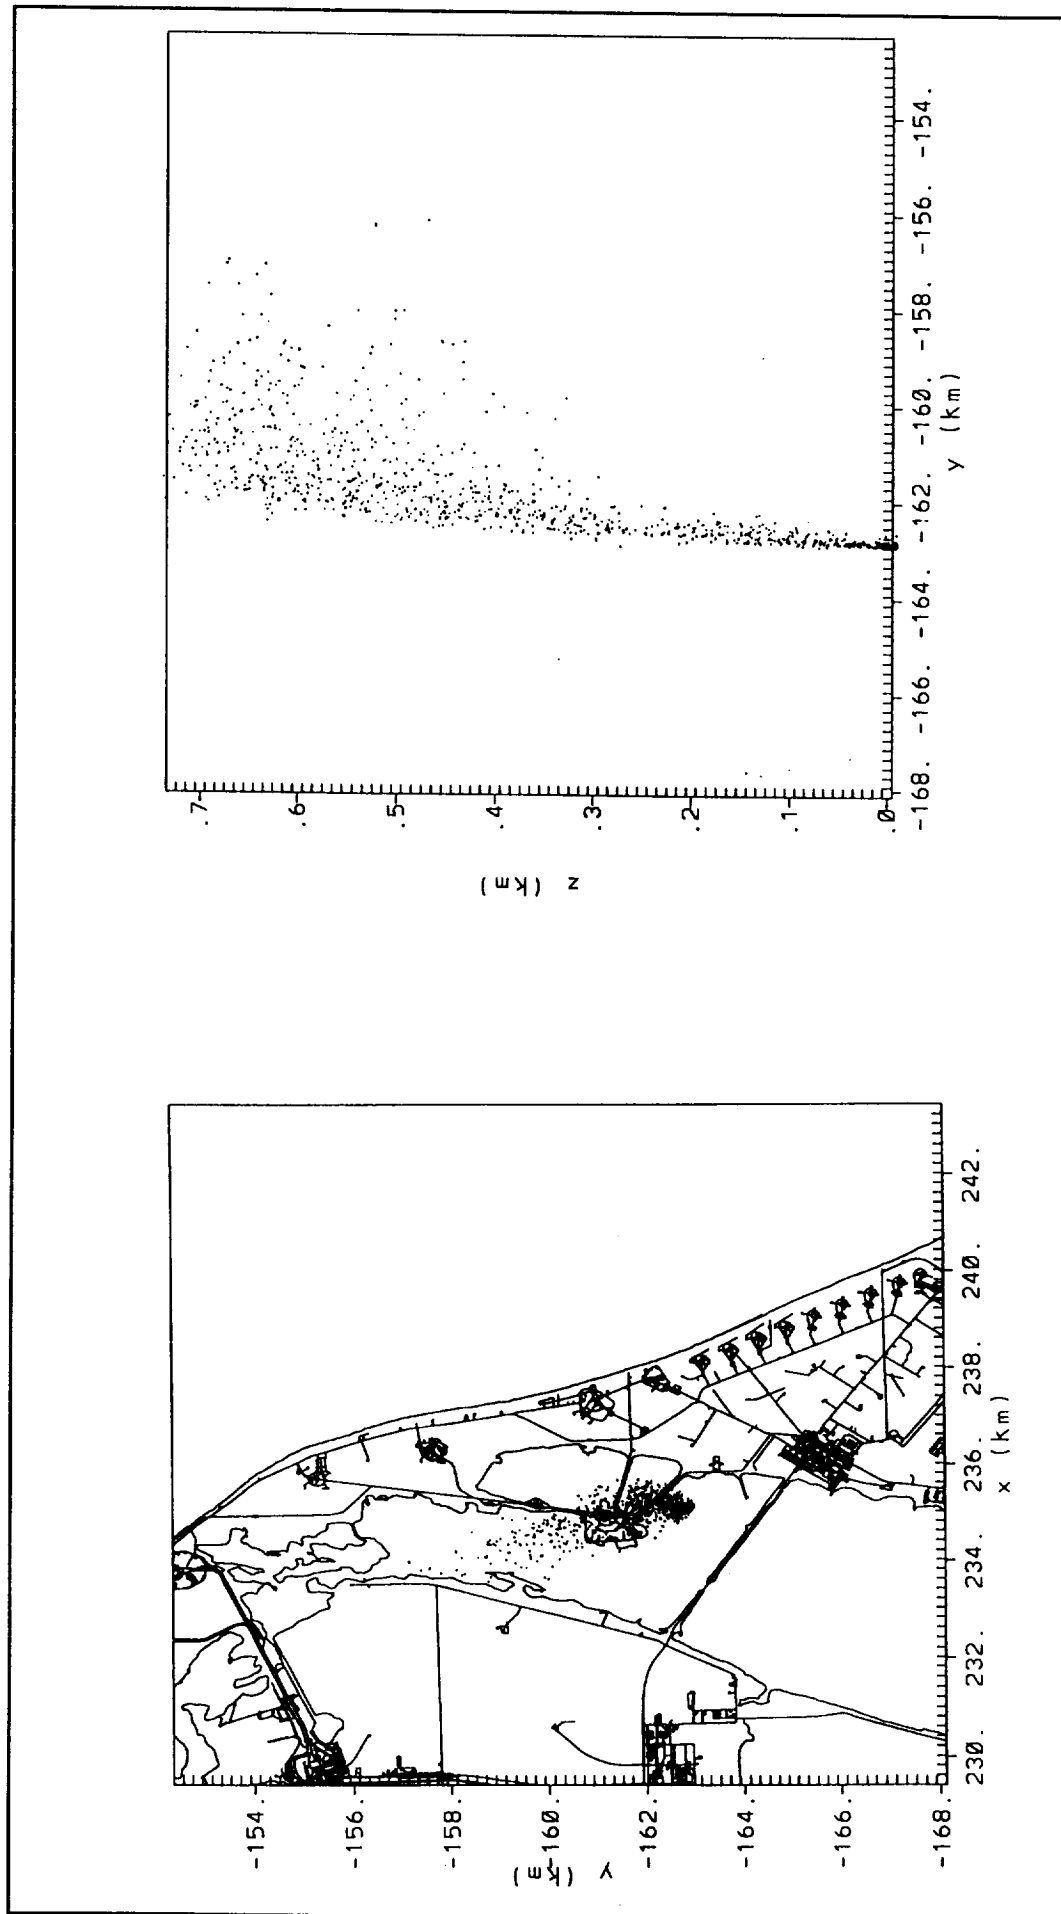 -154.
-156.
-158.
-160.
-162.
-164.
-166.
-168.
y (km)
230. 232. 234. 236. 238. 240. 242.
x (km)
.7
.6
.5
.4
.3
.2
.1
.0
z (km)
-168. -166. -164. -162. -160. -158. -156. -154.
y (km)